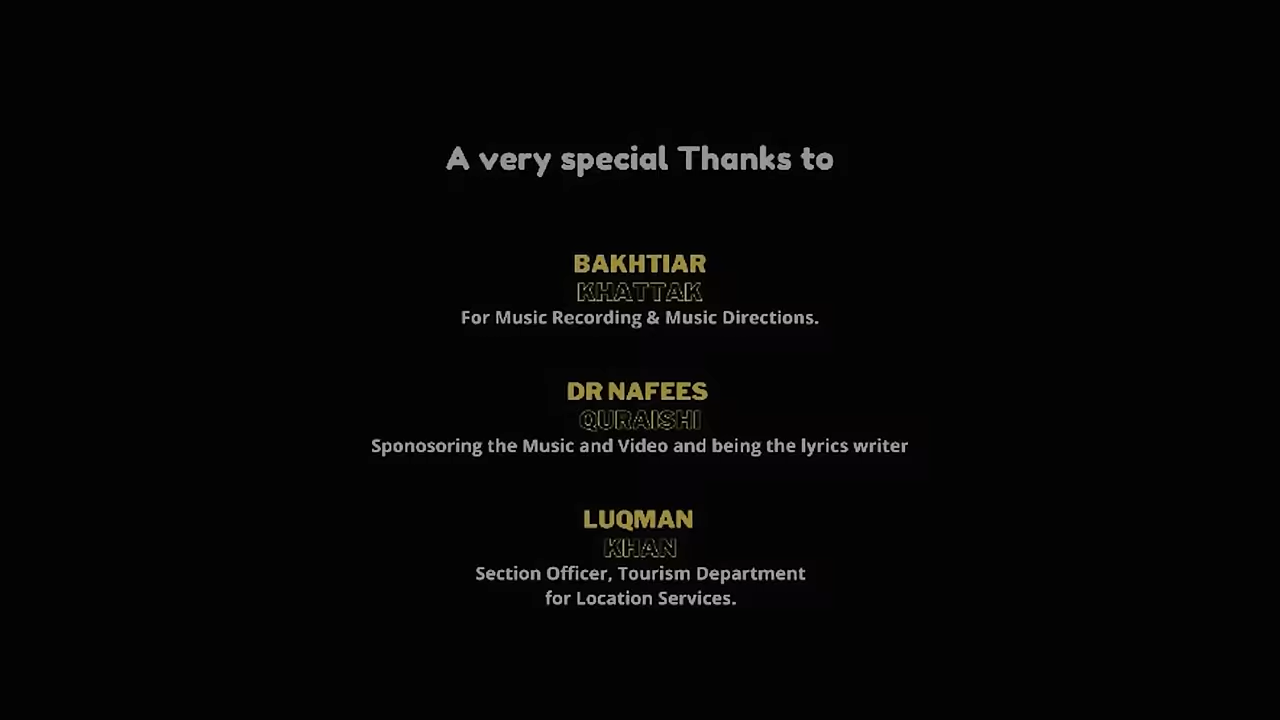 A very special Thanks to
BAKHTIAR
KHATTAK
For Music Recording & Music Directions.
DR NAFEES
QURAISHI
Sponosoring the Music and Video and being the lyrics writer
LUQMAN
KHAN
Section Officer, Tourism Department
for Location Services.